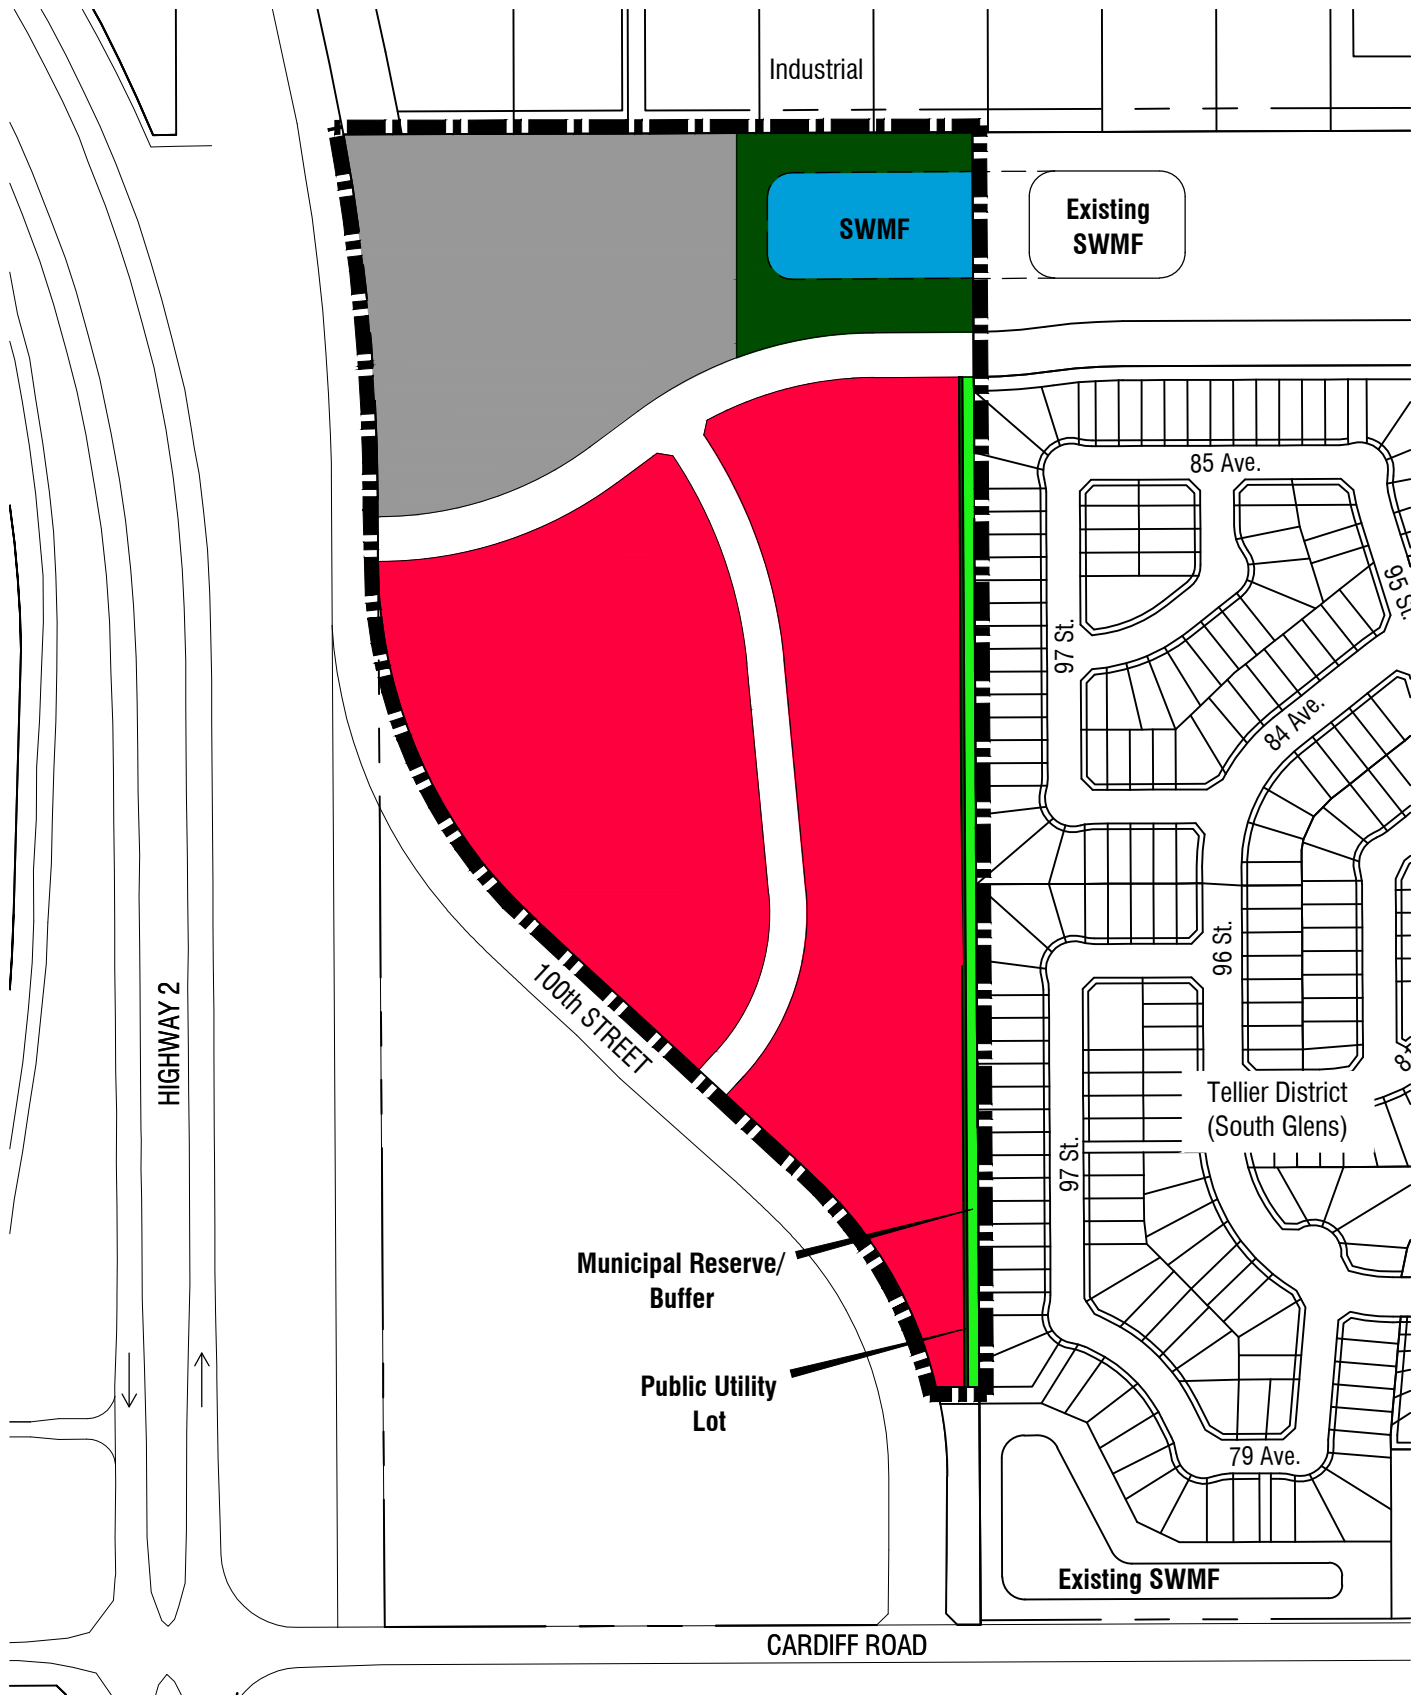 Industrial
SWMF
Existing
SWMF
85 Ave.
95 St.
97 St.
84 Ave.
96 St.
HIGHWAY 2
100th STREET
Tellier District
(South Glens)
97 St.
Municipal Reserve/
Buffer
Public Utility
Lot
79 Ave.
Existing SWMF
CARDIFF ROAD